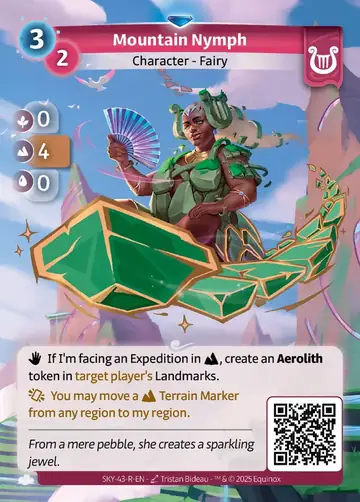 3
2
Mountain Nymph
Character - Fairy
0
4
0
If I'm facing an Expedition in , create an Aerolith
token in target player's Landmarks.
You may move a Terrain Marker
from any region to my region.
From a mere pebble, she creates a sparkling
jewel.
SKY-43-R-EN - Tristan Bideau - ™ & © 2025 Equinox